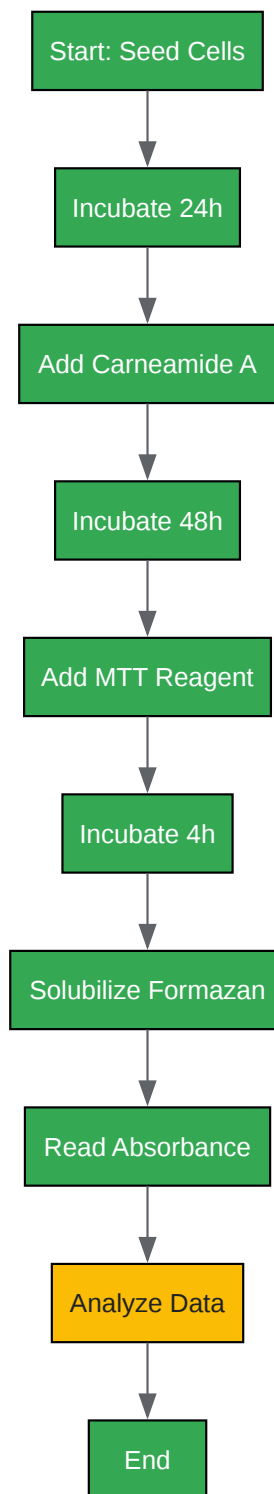 Start: Seed Cells
Incubate 24h
Add Carneamide A
Incubate 48h
Add MTT Reagent
Incubate 4h
Solubilize Formazan
Read Absorbance
Analyze Data
End